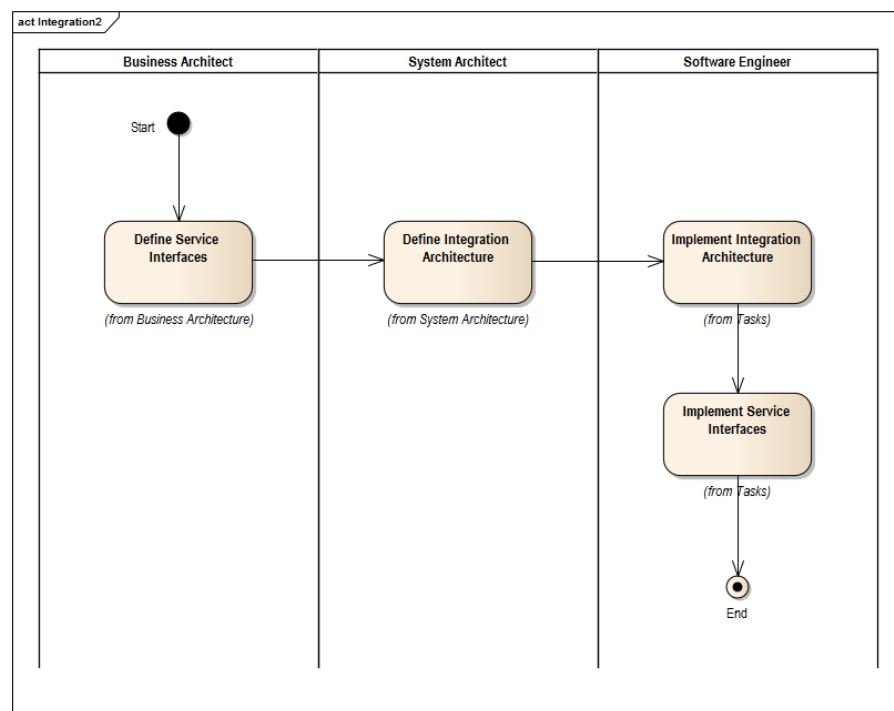 act Integration2
Business Architect
System Architect
Software Engineer
Start
Define Service
Interfaces
(from Business Architecture)
Define Integration
Architecture
(from System Architecture)
Implement Integration
Architecture
(from Tasks)
Implement Service
Interfaces
(from Tasks)
End